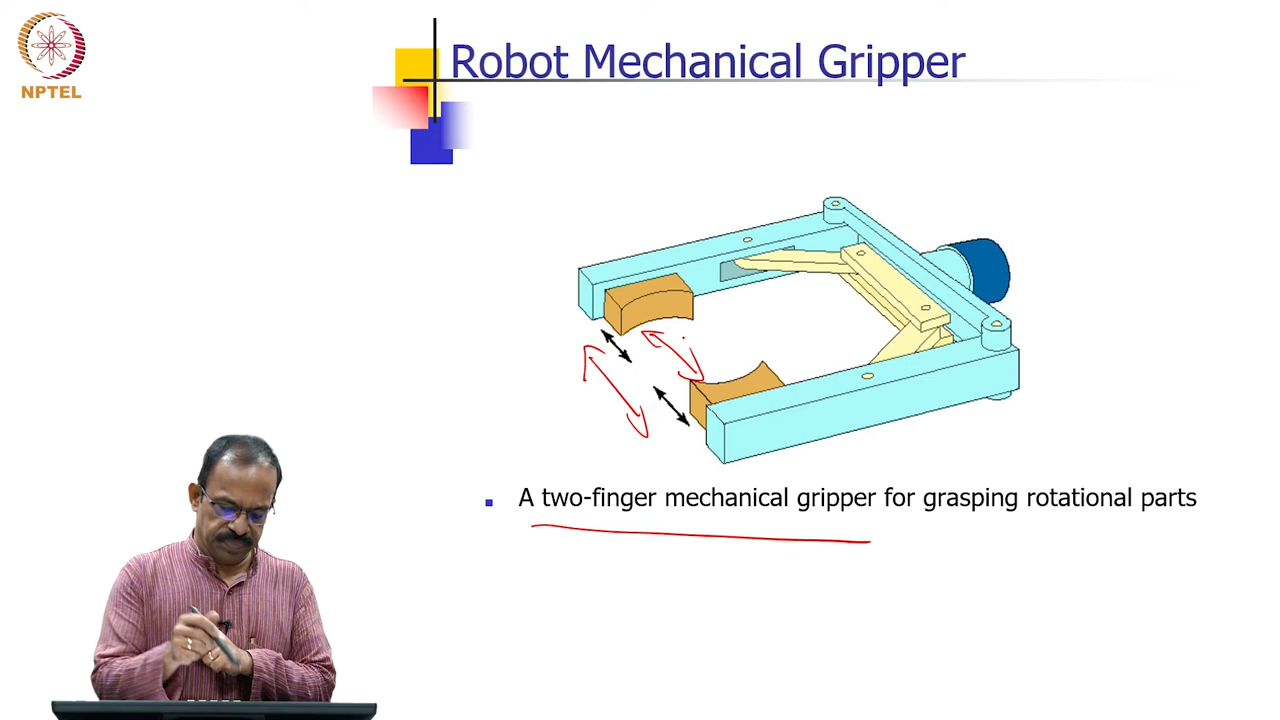 NPTEL
Robot Mechanical Gripper
A two-finger mechanical gripper for grasping rotational parts